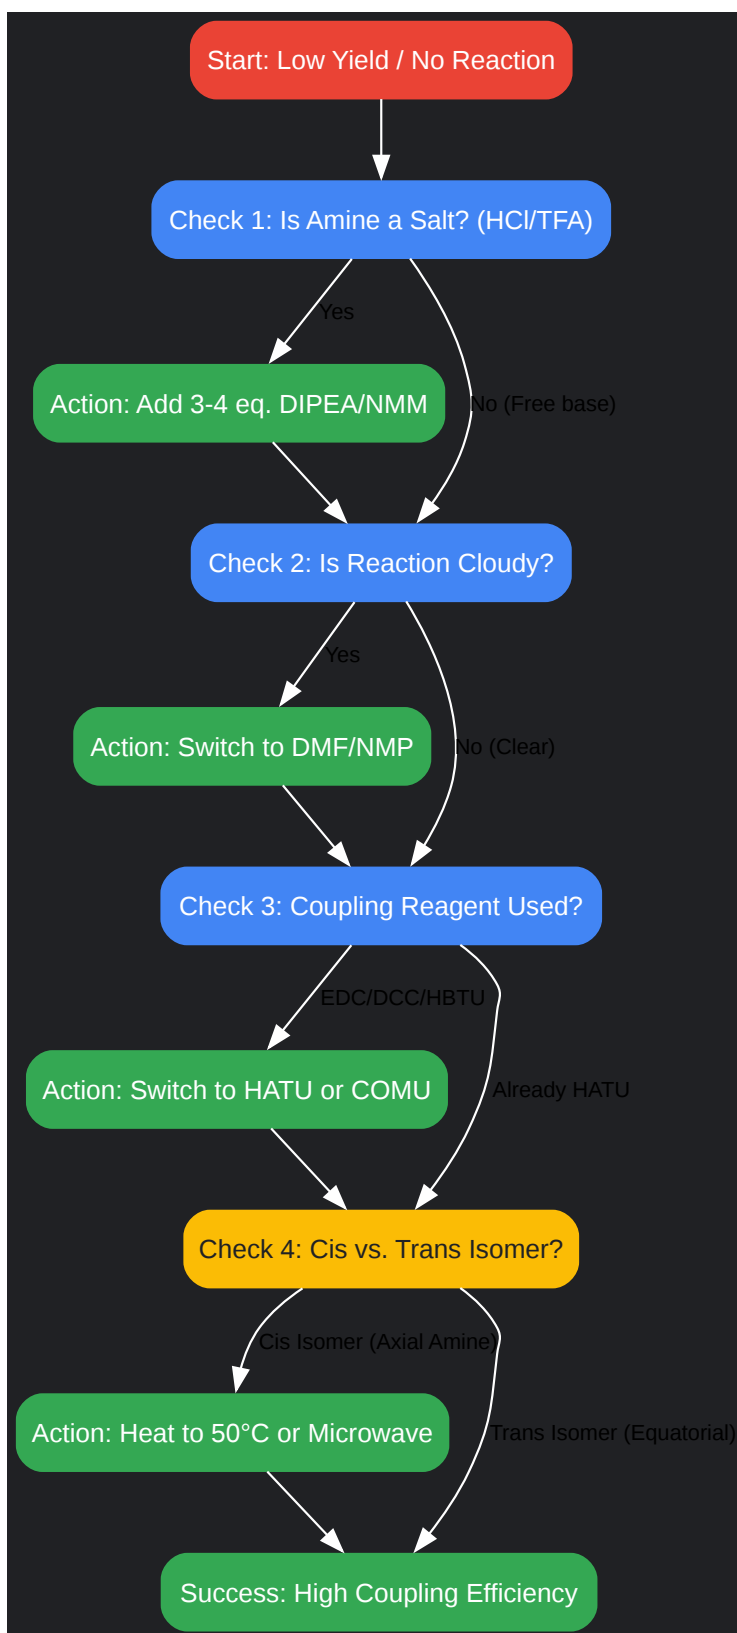 Start: Low Yield / No Reaction
Check 1: Is Amine a Salt? (HCl/TFA)
Yes
Action: Add 3-4 eq. DIPEA/NMM
No (Free base)
Check 2: Is Reaction Cloudy?
Yes
Action: Switch to DMF/NMP
No (Clear)
Check 3: Coupling Reagent Used?
EDC/DCC/HBTU
Action: Switch to HATU or COMU
Already HATU
Check 4: Cis vs. Trans Isomer?
Cis Isomer (Axial Amine)
Action: Heat to 50°C or Microwave
Trans Isomer (Equatorial)
Success: High Coupling Efficiency